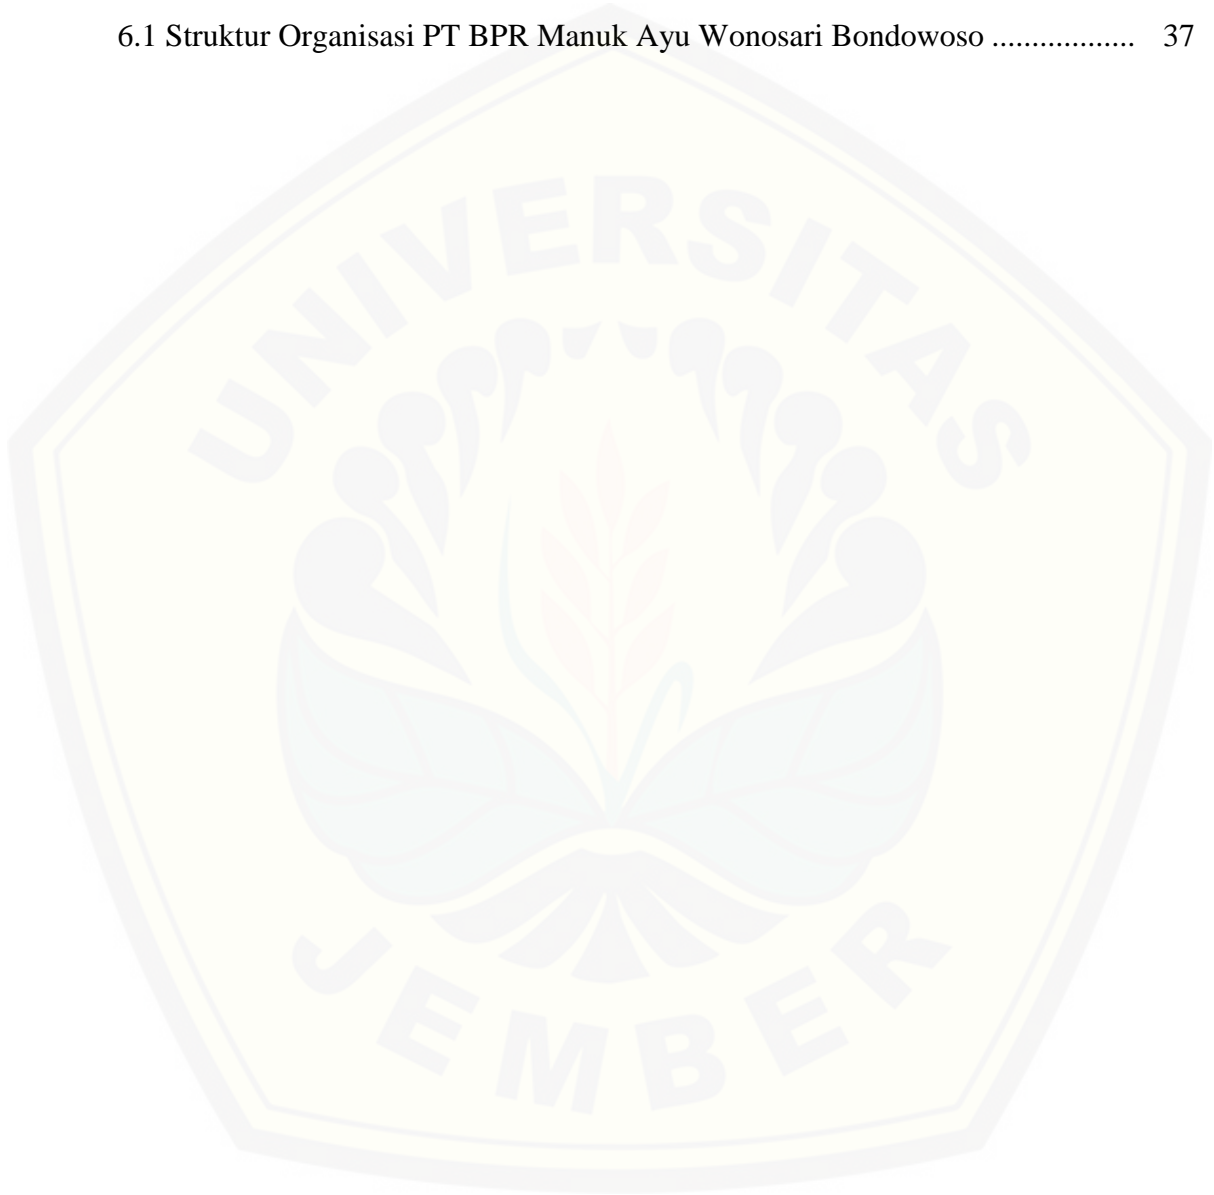 6.1 Struktur Organisasi PT BPR Manuk Ayu Wonosari Bondowoso .................. 37
UNIVERSITAS
JEMBER